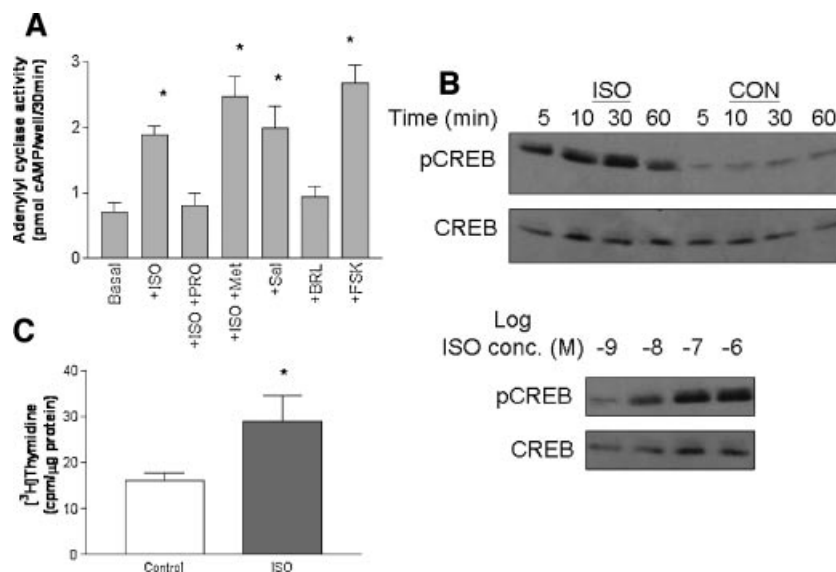 A
Adenylyl cyclase activity
(pmol cAMP/well/30min)
3
2
1
0
*
*
*
*
Basal
+ISO
+ISO +PRO
+ISO +Met
+Sal
+BRL
+FSK
B
ISO CON
Time (min) 5 10 30 60 5 10 30 60
pCREB
CREB
Log
ISO conc. (M) -9 -8 -7 -6
pCREB
CREB
C
[³H]Thymidine
(cpm/µg protein)
40
30
20
10
0
*
Control ISO